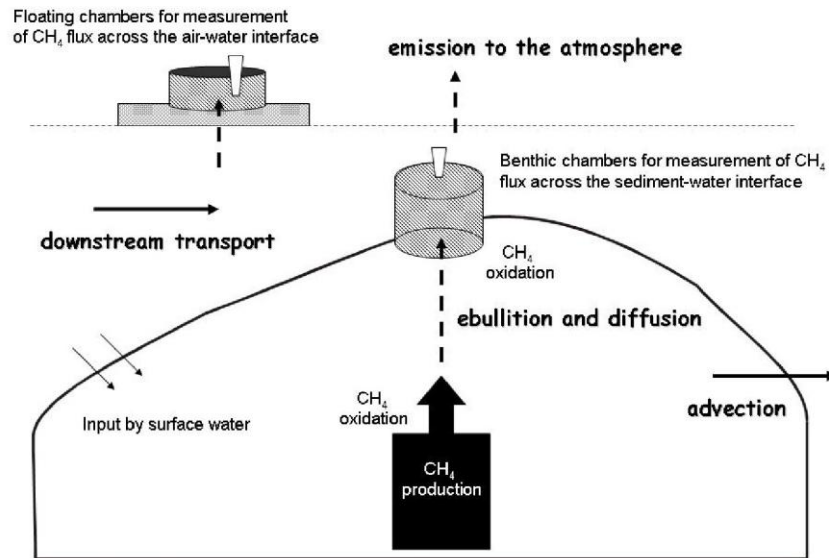 Floating chambers for measurement
of CH₄ flux across the air-water interface
emission to the atmosphere
Benthic chambers for measurement of CH₄
flux across the sediment-water interface
downstream transport
CH₄
oxidation
ebullition and diffusion
Input by surface water
CH₄
oxidation
advection
CH₄
production